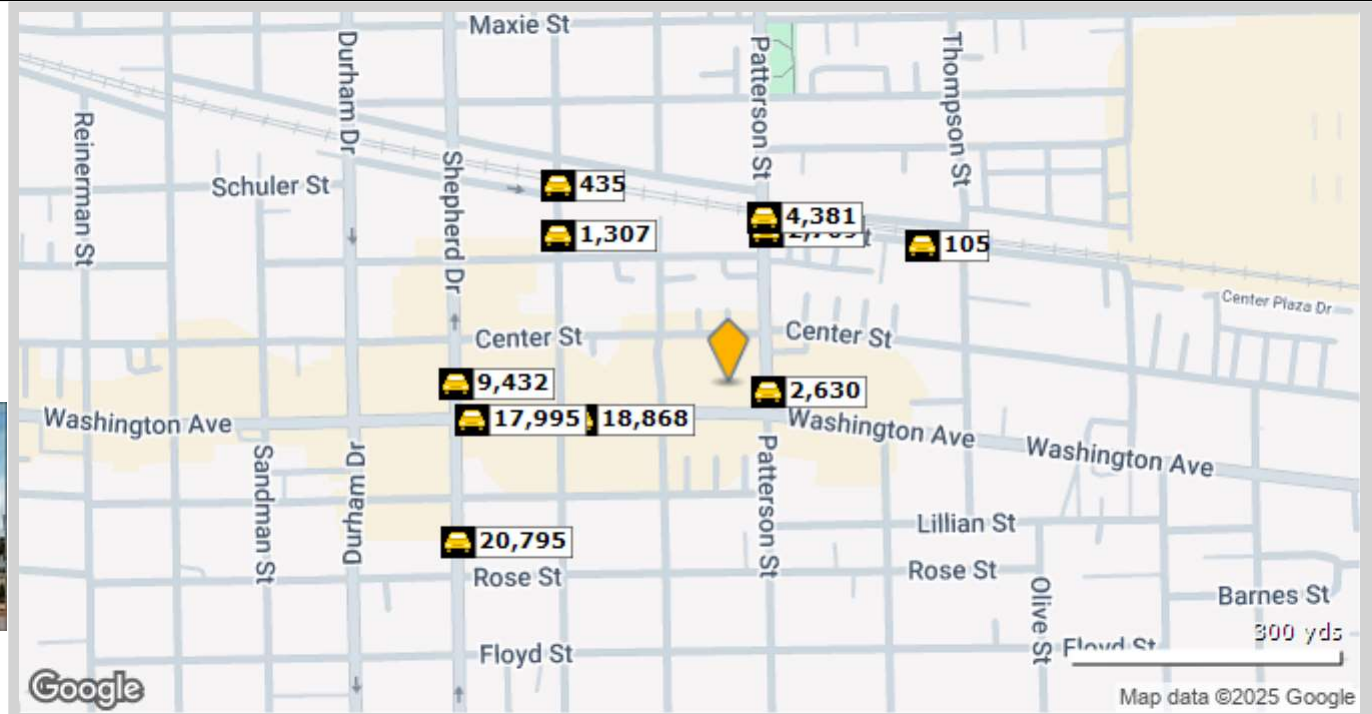 Maxie St
Durham Dr
Patterson St
Thompson St
Reinerman St
Shepherd Dr
Schuler St
435
4,381
1,307
105
Center Plaza Dr
Center St
Center St
9,432
2,630
Washington Ave
17,995
18,868
Washington Ave
Washington Ave
Sandman St
Durham Dr
Patterson St
Lillian St
20,795
Rose St
Rose St
Olive St
Barnes St
300 yds
Floyd St
Floyd St
Google
Map data ©2025 Google